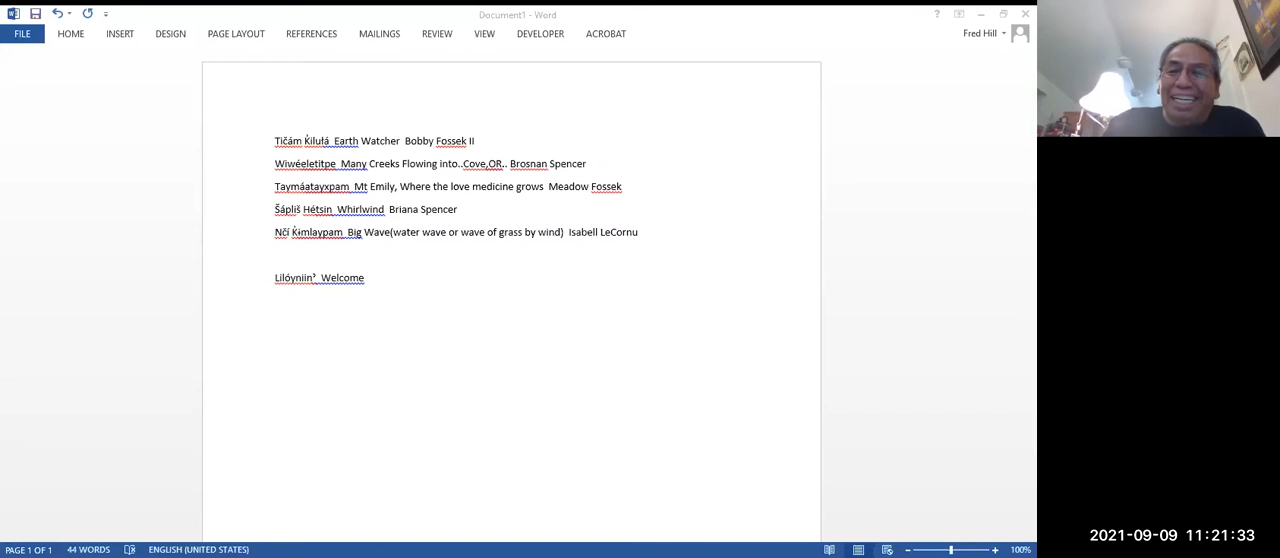 Document1 - Word
FILE HOME INSERT DESIGN PAGE LAYOUT REFERENCES MAILINGS REVIEW VIEW DEVELOPER ACROBAT Fred Hill
Tičám K̓ilułá  Earth Watcher  Bobby Fossek II
Wiwéeletitpe  Many Creeks Flowing into..Cove,OR.. Brosnan Spencer
Taymáatayxpam  Mt Emily, Where the love medicine grows  Meadow Fossek
Šápliš Hétsin  Whirlwind  Briana Spencer
Nčí K̓ɨmlaypam  Big Wave(water wave or wave of grass by wind)  Isabell LeCornu
Lilóyniinˀ  Welcome
PAGE 1 OF 1 44 WORDS ENGLISH (UNITED STATES) 100%
2021-09-09 11:21:33